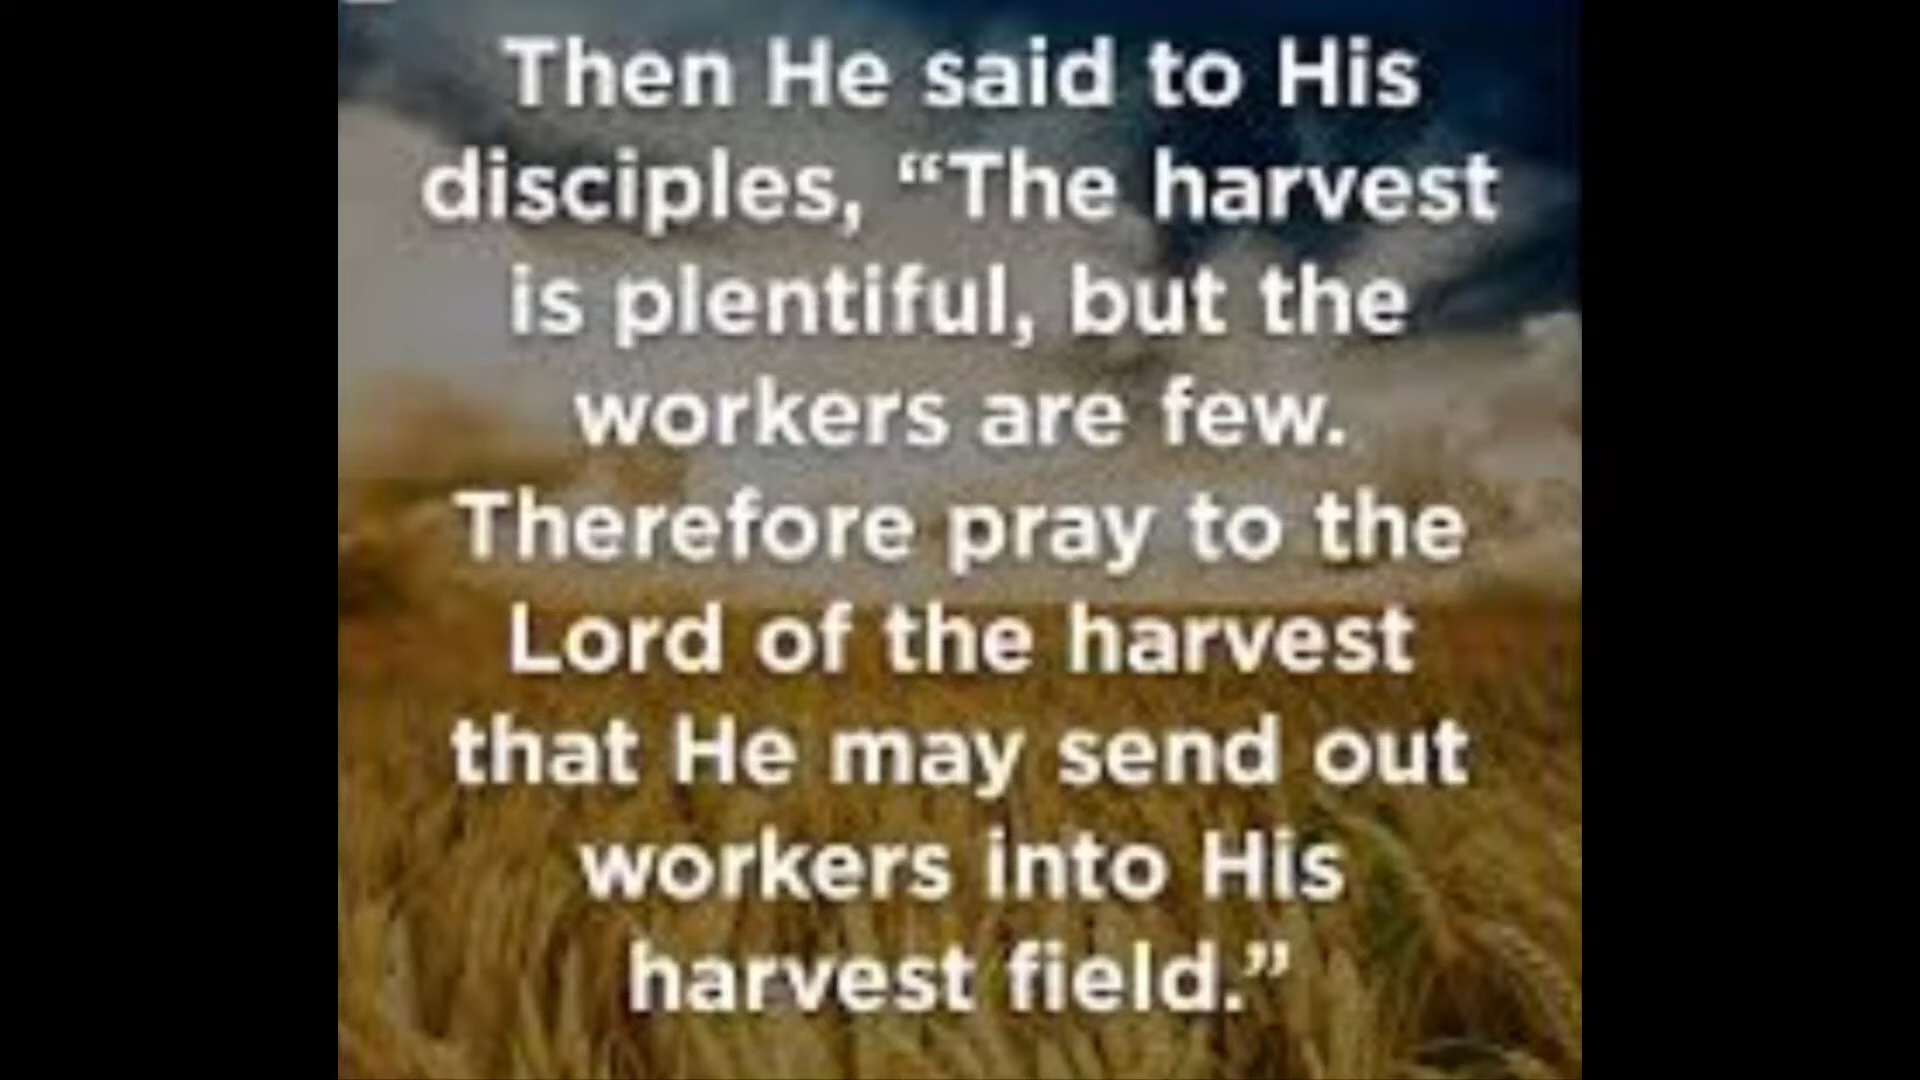 Then He said to His
disciples, “The harvest
is plentiful, but the
workers are few.
Therefore pray to the
Lord of the harvest
that He may send out
workers into His
harvest field.”